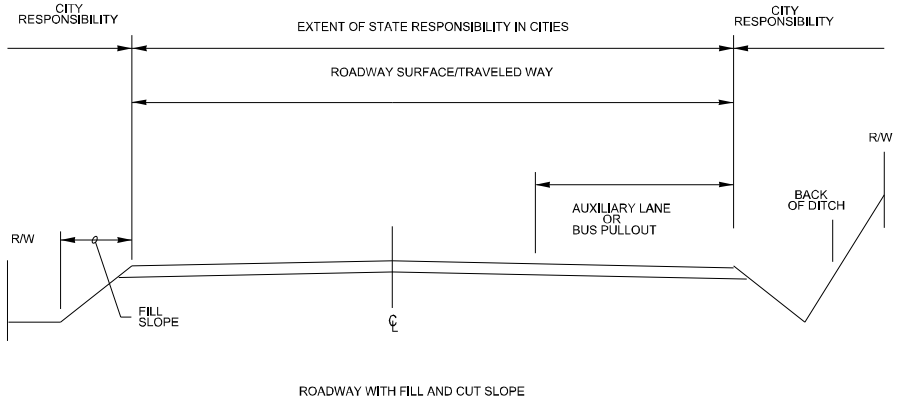 CITY
RESPONSIBILITY
EXTENT OF STATE RESPONSIBILITY IN CITIES
CITY
RESPONSIBILITY
ROADWAY SURFACE/TRAVELED WAY
R/W
AUXILIARY LANE
OR
BUS PULLOUT
BACK
OF DITCH
R/W
FILL
SLOPE
℄
ROADWAY WITH FILL AND CUT SLOPE